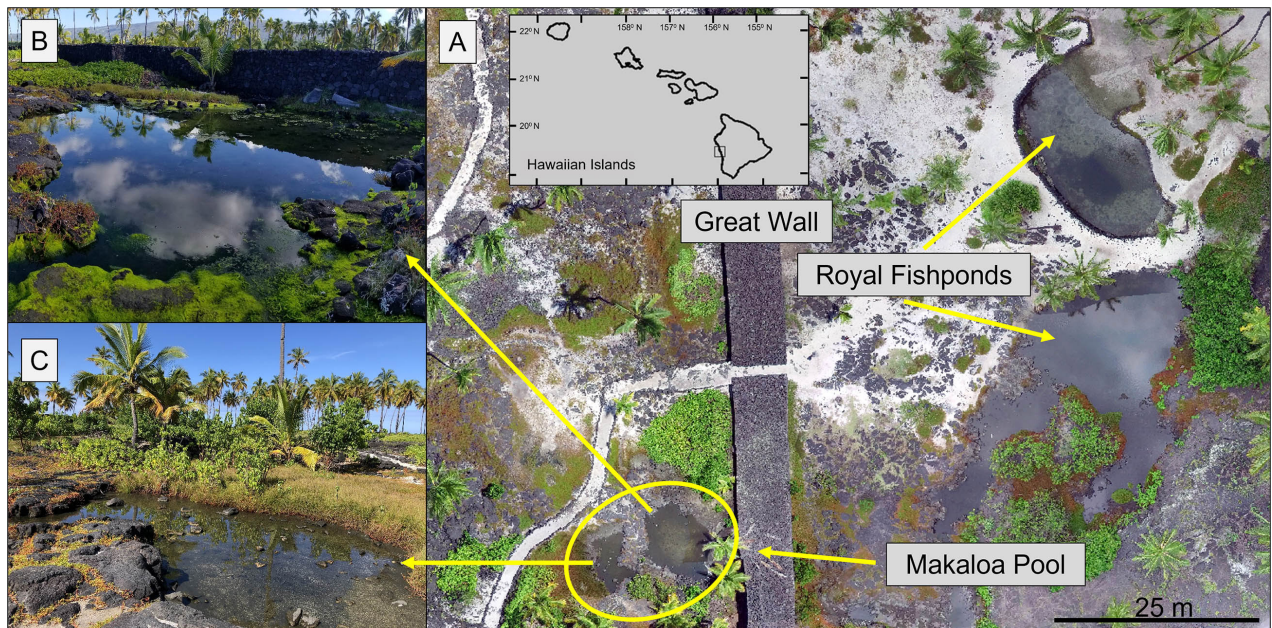 B
A
158° N 157° N 156° N 155° N
22° N
21° N
20° N
Hawaiian Islands
Great Wall
Royal Fishponds
C
Makaloa Pool
25 m